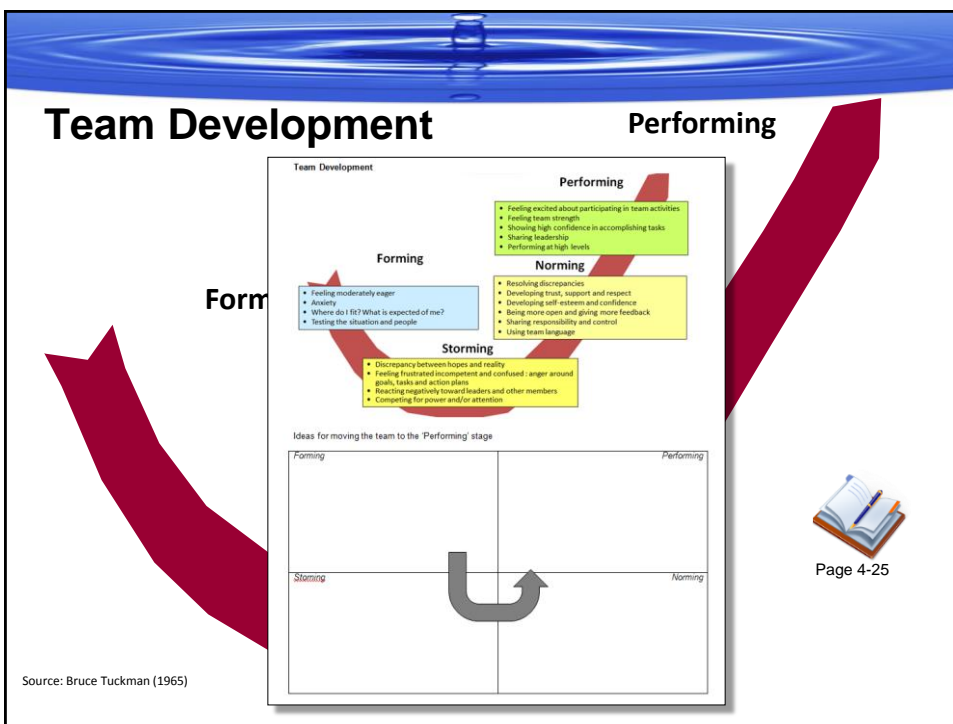 Team Development
Performing
Form
Team Development
Performing
• Feeling excited about participating in team activities
• Feeling team strength
• Showing high confidence in accomplishing tasks
• Sharing leadership
• Performing at high levels
Forming
• Feeling moderately eager
• Anxiety
• Where do I fit? What is expected of me?
• Testing the situation and people
Norming
• Resolving discrepancies
• Developing trust, support and respect
• Developing self-esteem and confidence
• Being more open and giving more feedback
• Sharing responsibility and control
• Using team language
Storming
• Discrepancy between hopes and reality
• Feeling frustrated incompetent and confused : anger around
goals, tasks and action plans
• Reacting negatively toward leaders and other members
• Competing for power and/or attention
Ideas for moving the team to the 'Performing' stage
Forming
Performing
Storming
Norming
Page 4-25
Source: Bruce Tuckman (1965)